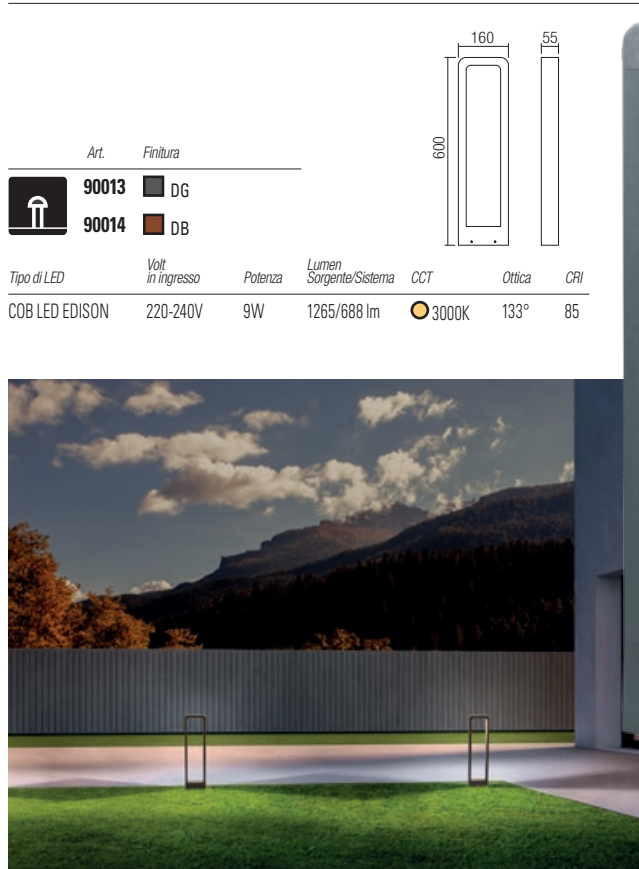 160 55
600
Art. Finitura
90013 DG
90014 DB
Tipo di LED Volt in ingresso Potenza Lumen Sorgente/Sistema CCT Ottica CRI
COB LED EDISON 220-240V 9W 1265/688 lm 3000K 133° 85